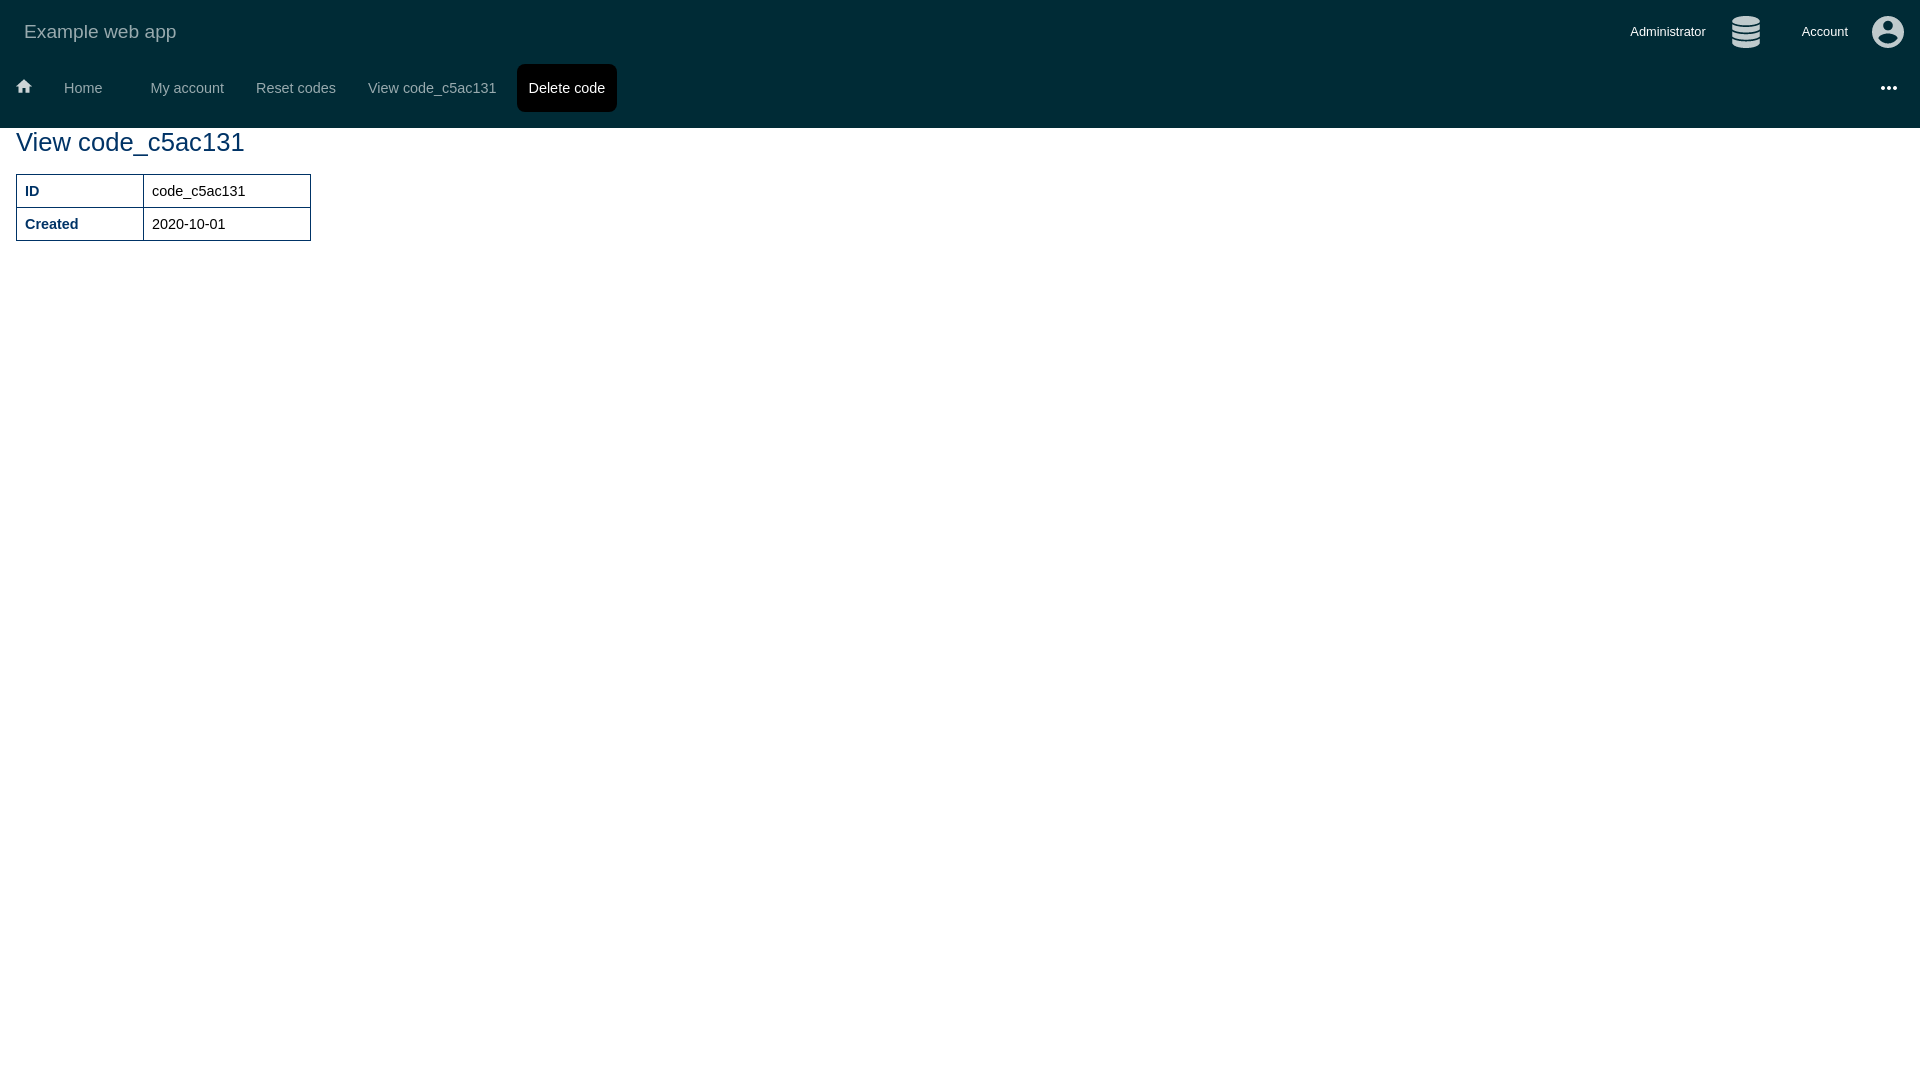 Example web app
Administrator
Account
Home
My account
Reset codes
View code_c5ac131
Delete code
View code_c5ac131
ID code_c5ac131
Created 2020-10-01